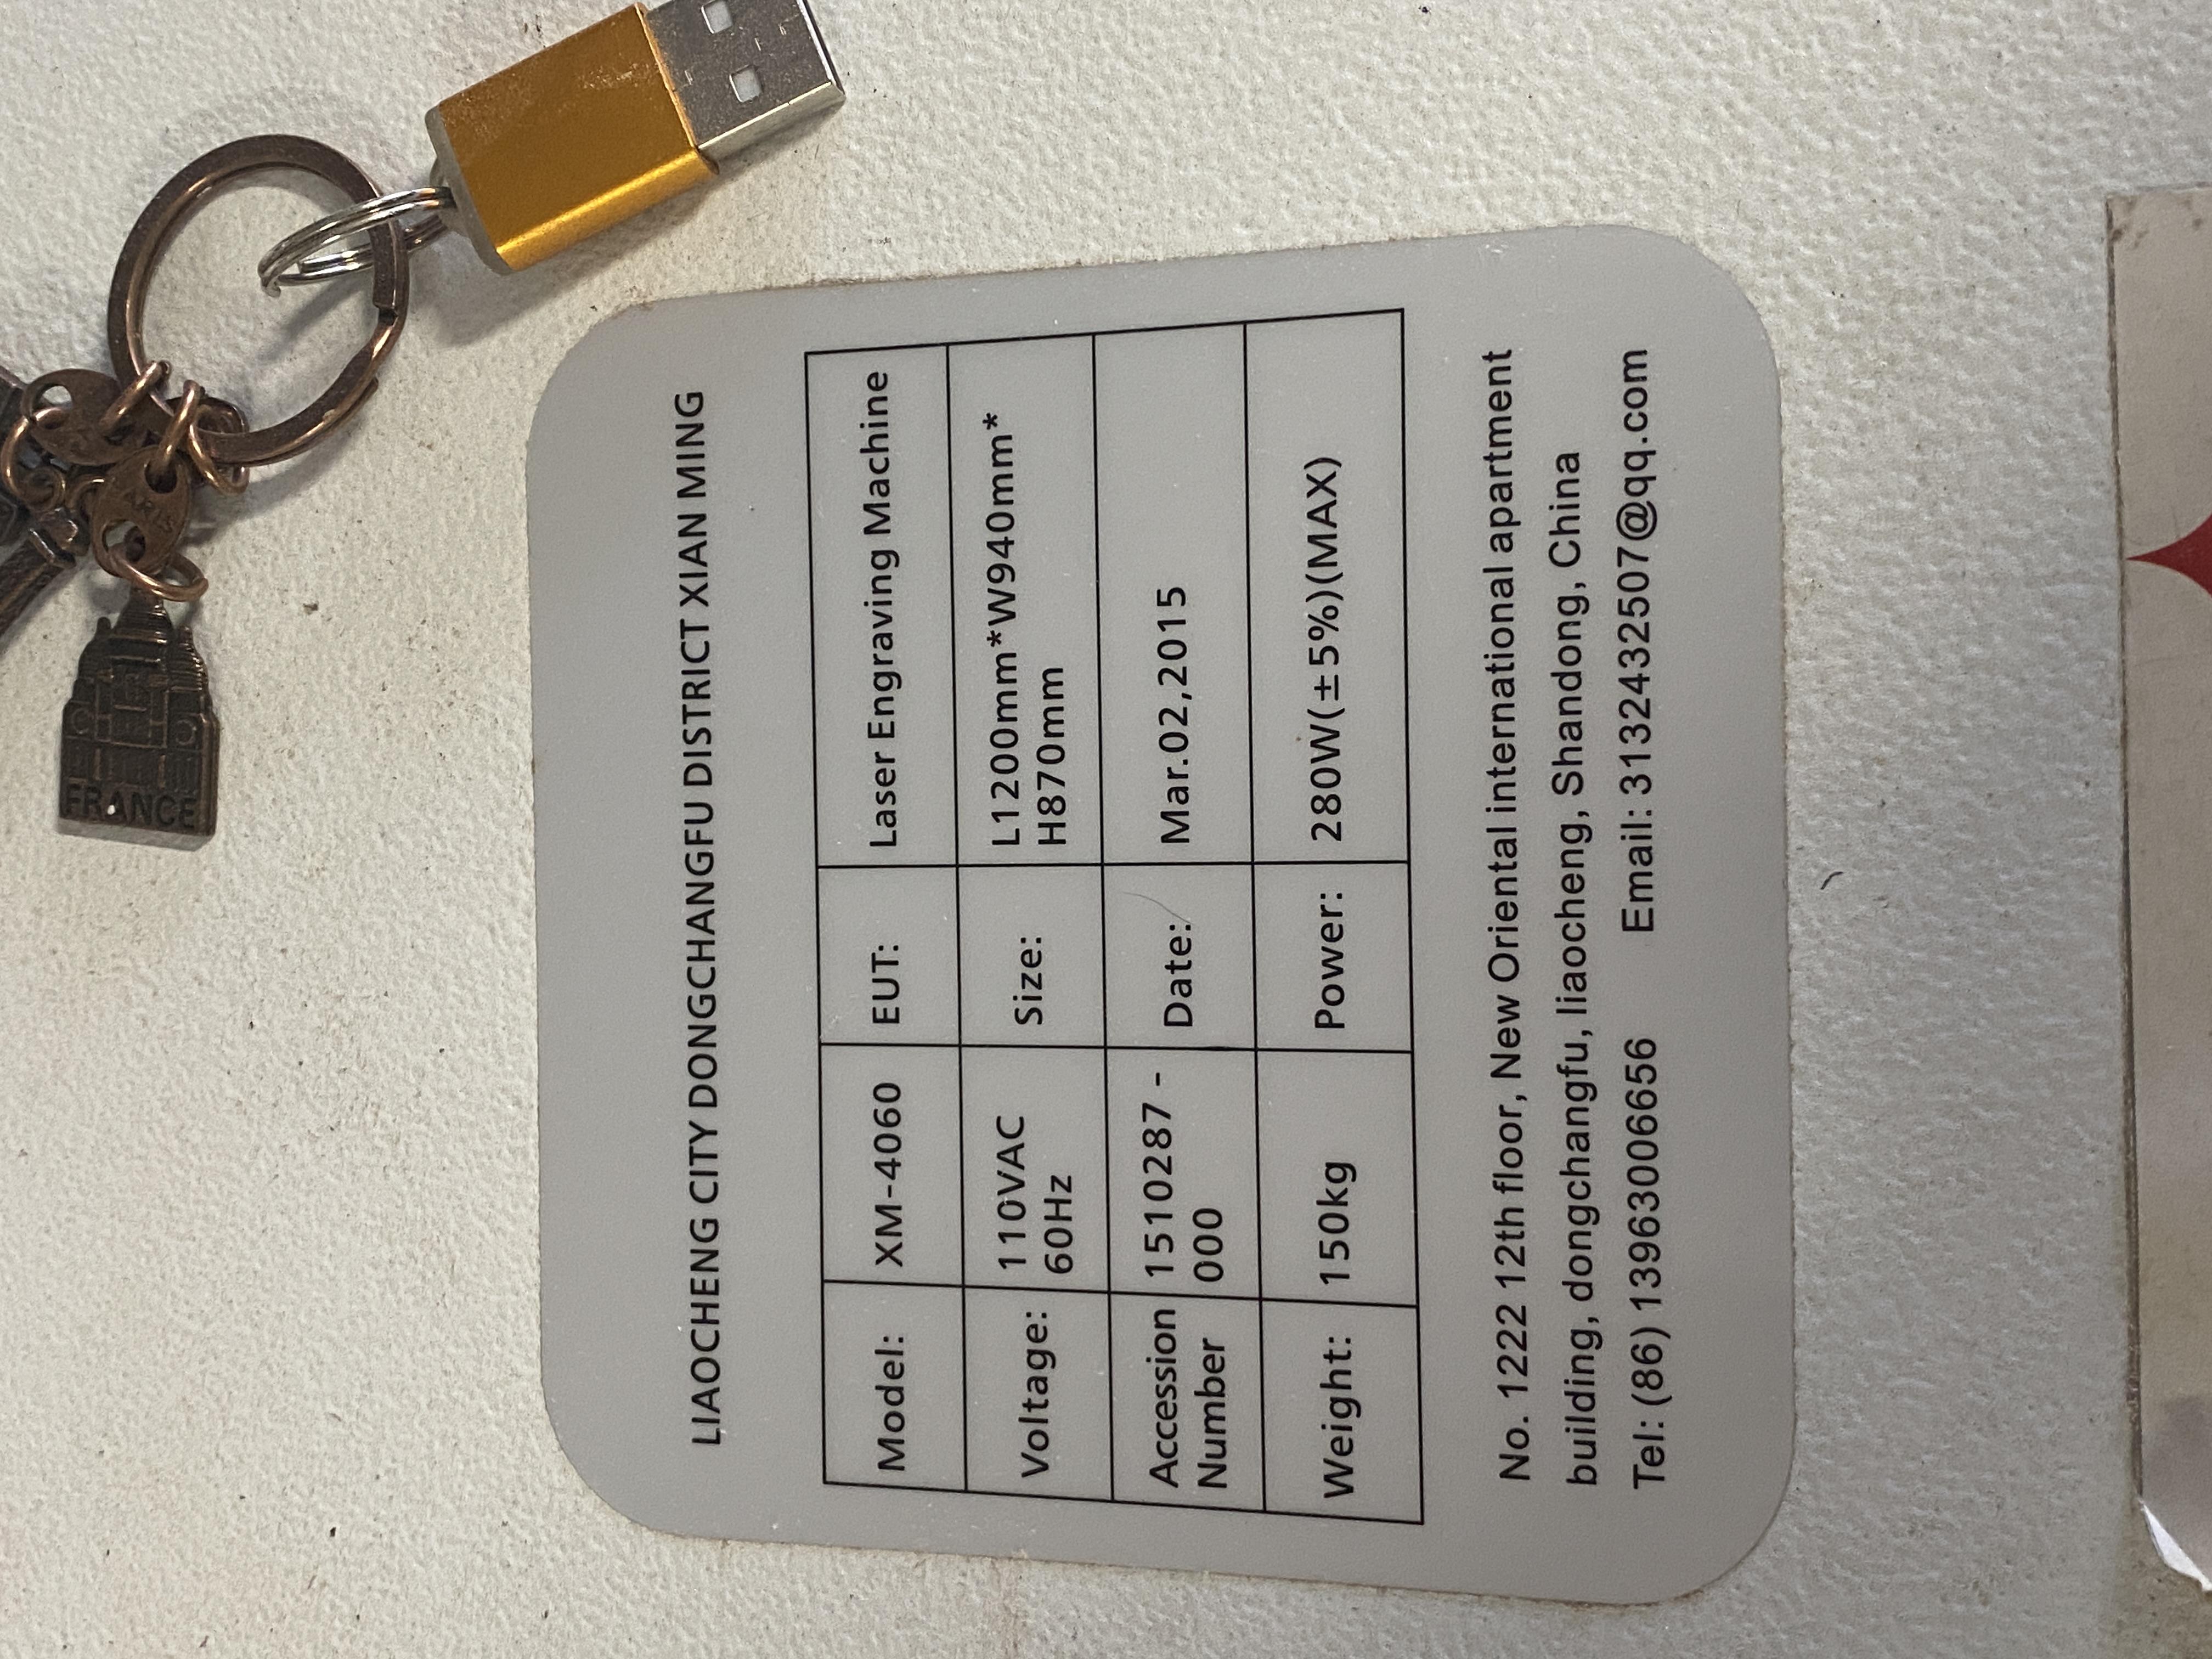 FRANCE
LIAOCHENG CITY DONGCHANGFU DISTRICT XIAN MING
Model: XM-4060 EUT: Laser Engraving Machine
Voltage: 110VAC 60Hz Size: L1200mm*W940mm* H870mm
Accession Number 1510287 - 000 Date: Mar.02,2015
Weight: 150kg Power: 280W(±5%)(MAX)
No. 1222 12th floor, New Oriental international apartment
building, dongchangfu, liaocheng, Shandong, China
Tel: (86) 13963006656 Email: 3132432507@qq.com